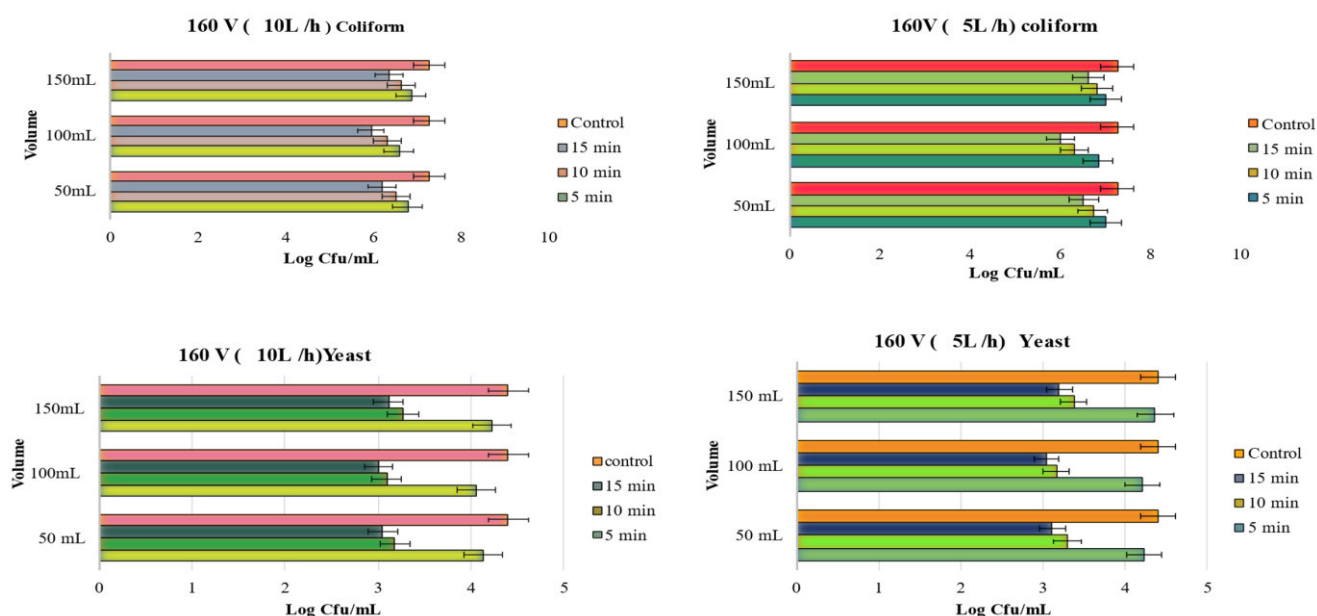 160 V ( 10L /h ) Coliform
150mL
100mL
50mL
Volume
Control
15 min
10 min
5 min
0 2 4 6 8 10
Log Cfu/mL
160V ( 5L /h) coliform
150mL
100mL
50mL
Volume
Control
15 min
10 min
5 min
0 2 4 6 8 10
Log Cfu/mL
160 V ( 10L /h)Yeast
150mL
100mL
50 mL
Volume
control
15 min
10 min
5 min
0 1 2 3 4 5
Log Cfu/mL
160 V ( 5L /h) Yeast
150 mL
100 mL
50 mL
Volume
Control
15 min
10 min
5 min
0 1 2 3 4 5
Log Cfu/mL